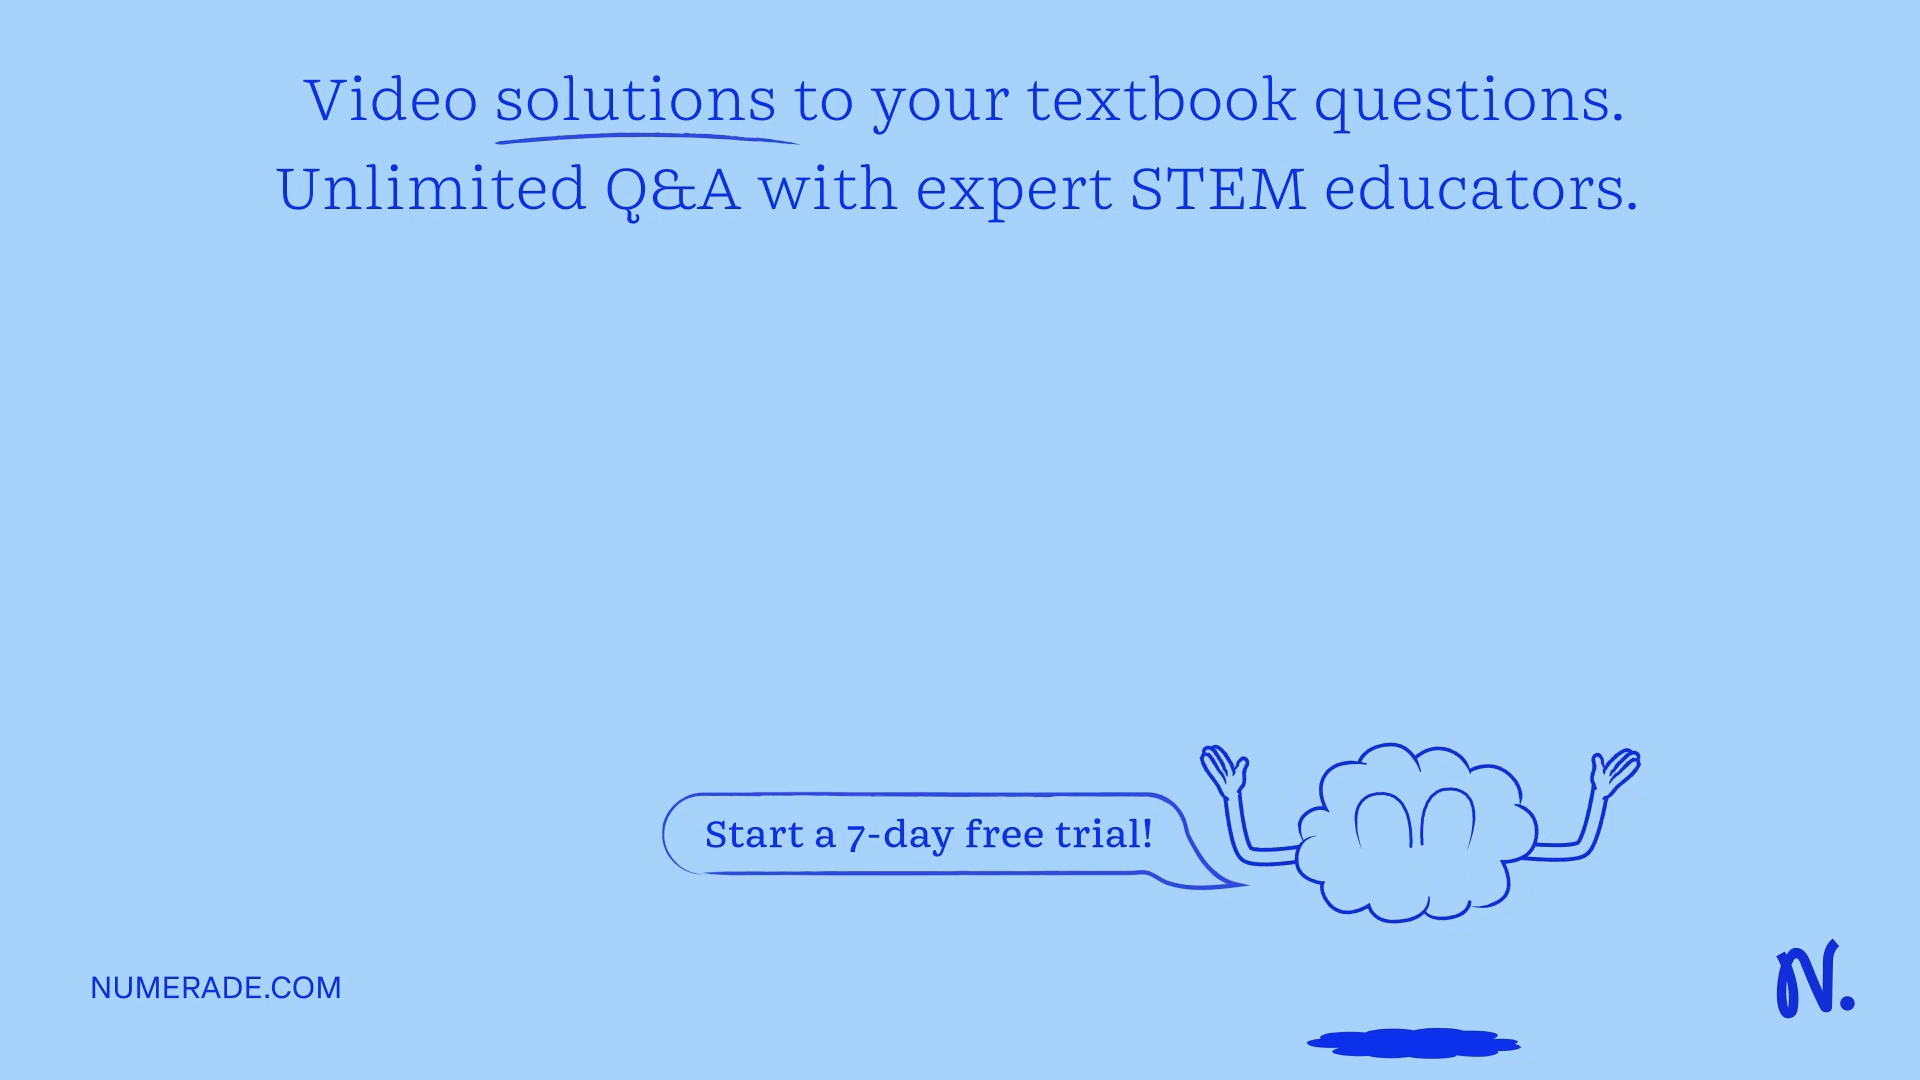 Video solutions to your textbook questions.
Unlimited Q&A with expert STEM educators.
Start a 7-day free trial!
NUMERADE.COM
N.